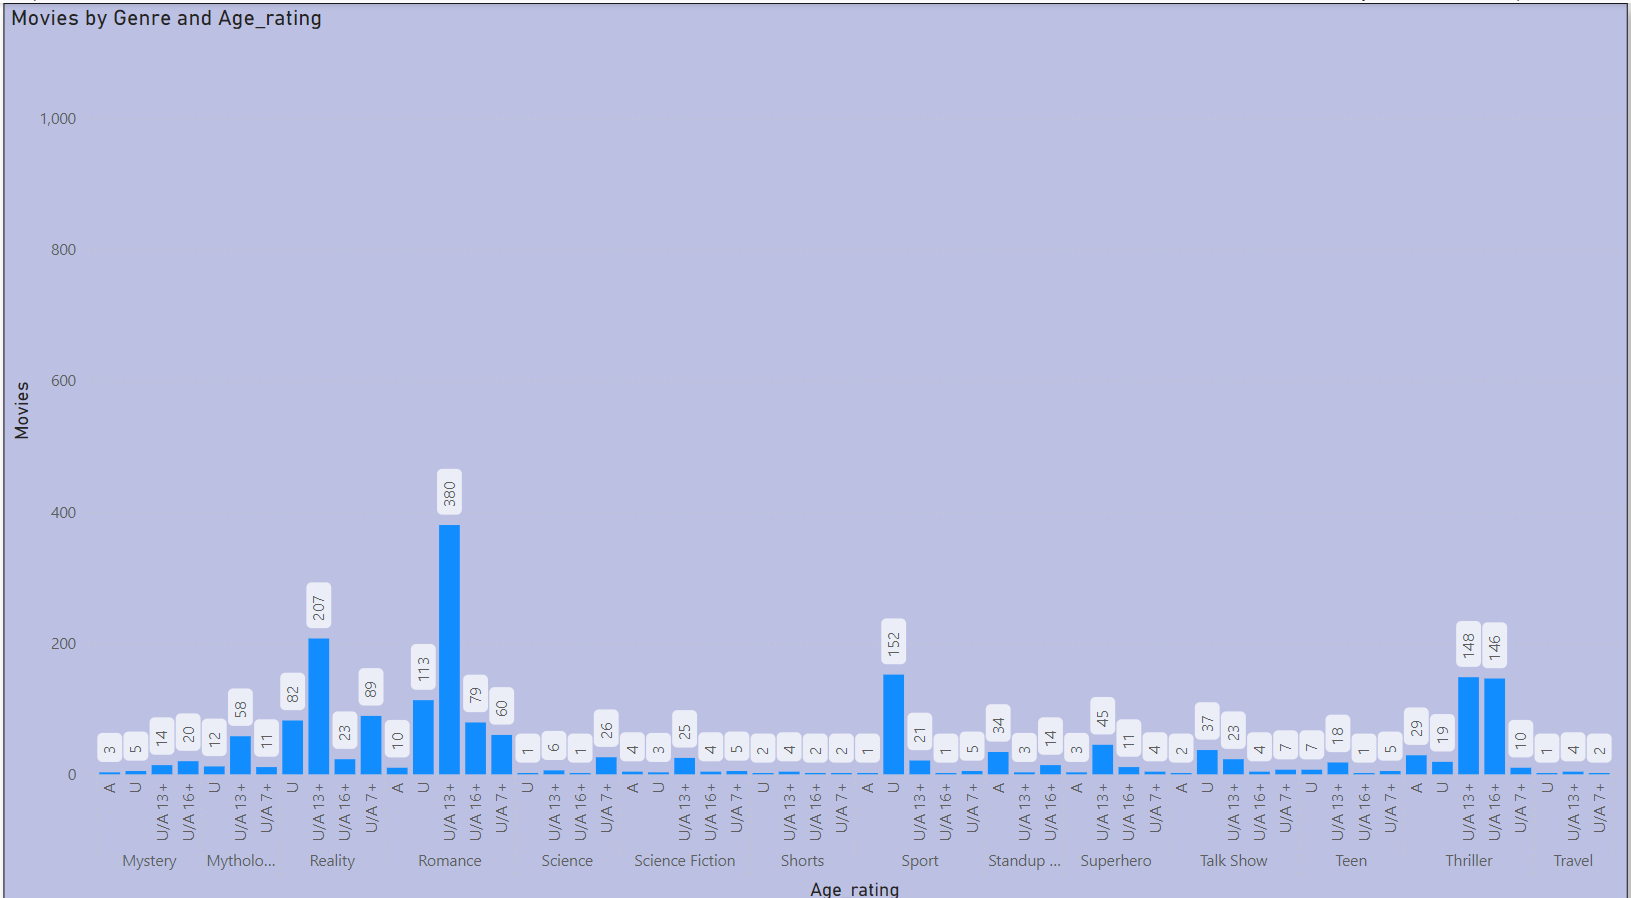 Movies by Genre and Age_rating
1,000
800
600
400
200
0
Movies
3 5 14 20 12 58 11 82 207 23 89 10 113 380 79 60 1 6 1 26 4 3 25 4 5 2 4 2 2 1 152 21 1 5 34 3 14 3 45 11 4 2 37 23 4 7 7 18 1 5 29 19 148 146 10 1 4 2
A U U/A 13+ U/A 16+ U U/A 13+ U/A 7+ U U/A 13+ U/A 16+ U/A 7+ A U U/A 13+ U/A 16+ U/A 7+ U U/A 13+ U/A 16+ U/A 7+ A U U/A 13+ U/A 16+ U/A 7+ U U/A 13+ U/A 16+ U/A 7+ A U U/A 13+ U/A 16+ U/A 7+ A U/A 13+ U/A 16+ A U/A 13+ U/A 16+ U/A 7+ A U U/A 13+ U/A 16+ U/A 7+ U U/A 13+ U/A 16+ U/A 7+ A U U/A 13+ U/A 16+ U/A 7+ U U/A 13+ U/A 7+
Mystery Mytholo... Reality Romance Science Science Fiction Shorts Sport Standup ... Superhero Talk Show Teen Thriller Travel
Age_rating